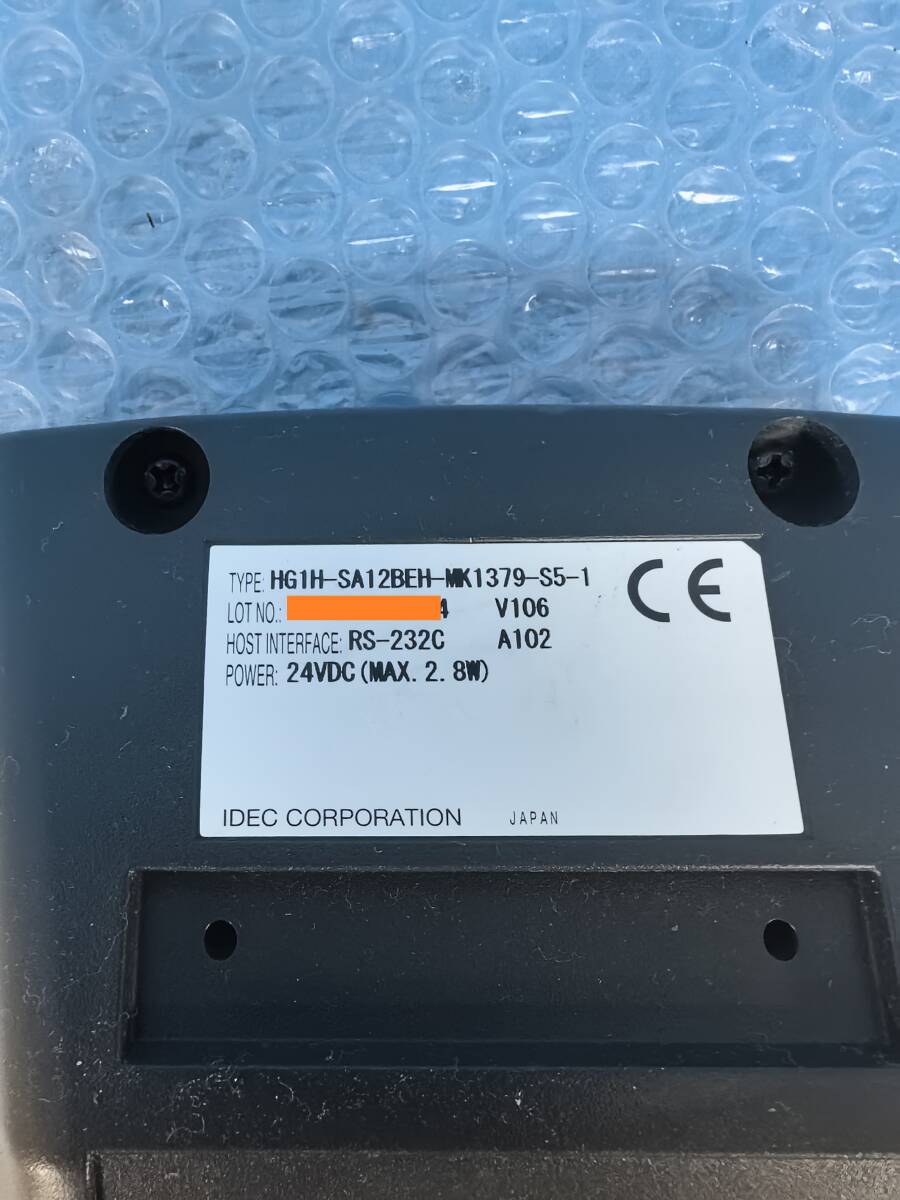 TYPE: HG1H-SA12BEH-MK1379-S5-1
LOT NO.: 4 V106
HOST INTERFACE: RS-232C A102
POWER: 24VDC(MAX. 2.8W)
CE
IDEC CORPORATION JAPAN